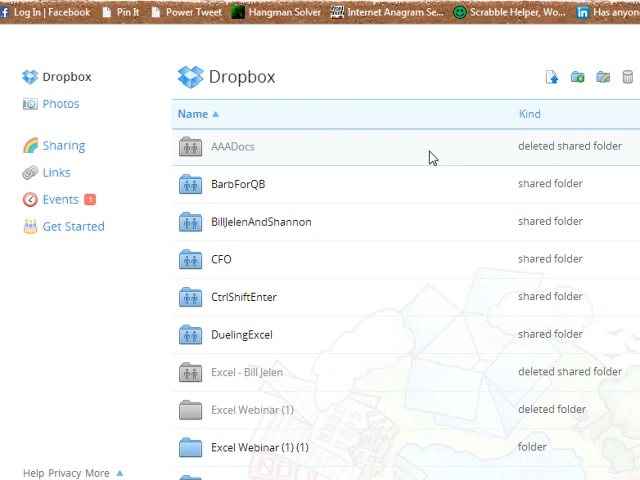 Log In | Facebook Pin It Power Tweet Hangman Solver Internet Anagram Se... Scrabble Helper, Wo... Has anyon
Dropbox
Photos
Sharing
Links
Events 1
Get Started
Dropbox
Name ▲ Kind
AAADocs deleted shared folder
BarbForQB shared folder
BillJelenAndShannon shared folder
CFO shared folder
CtrlShiftEnter shared folder
DuelingExcel shared folder
Excel - Bill Jelen deleted shared folder
Excel Webinar (1) deleted folder
Excel Webinar (1) (1) folder
Help Privacy More ▲